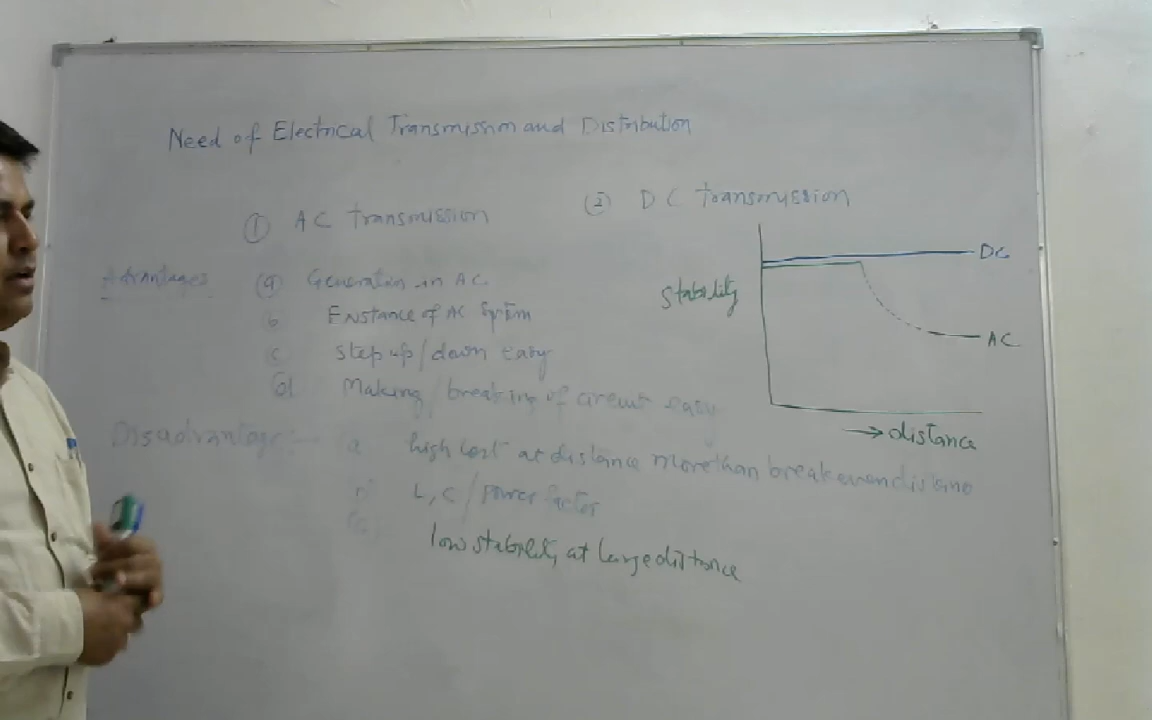 Need of Electrical Transmission and Distribution
① AC transmission
② DC transmission
Advantages
(a) Generation in AC.
b Existance of AC System
c step up/down easy
(d) Making/breaking of circuit easy
Disadvantages:-
a high cost at distance more than break even distance
b L, C / power factor
(c) low stability at large distance
Stability
DC
AC
→ distance